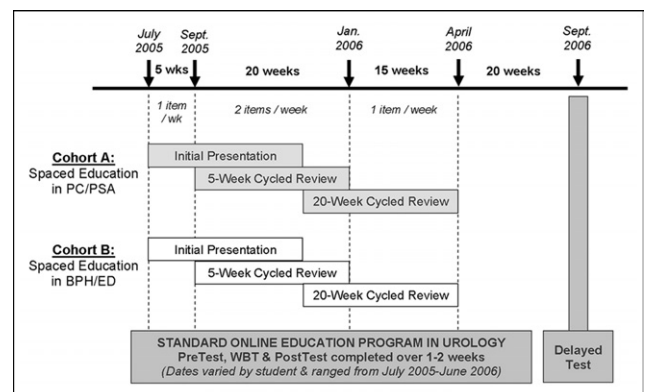 July 2005
Sept. 2005
Jan. 2006
April 2006
Sept. 2006
5 wks
20 weeks
15 weeks
20 weeks
1 item / wk
2 items / week
1 item / week
Cohort A:
Spaced Education
in PC/PSA
Initial Presentation
5-Week Cycled Review
20-Week Cycled Review
Cohort B:
Spaced Education
in BPH/ED
Initial Presentation
5-Week Cycled Review
20-Week Cycled Review
STANDARD ONLINE EDUCATION PROGRAM IN UROLOGY
PreTest, WBT & PostTest completed over 1-2 weeks
(Dates varied by student & ranged from July 2005-June 2006)
Delayed
Test